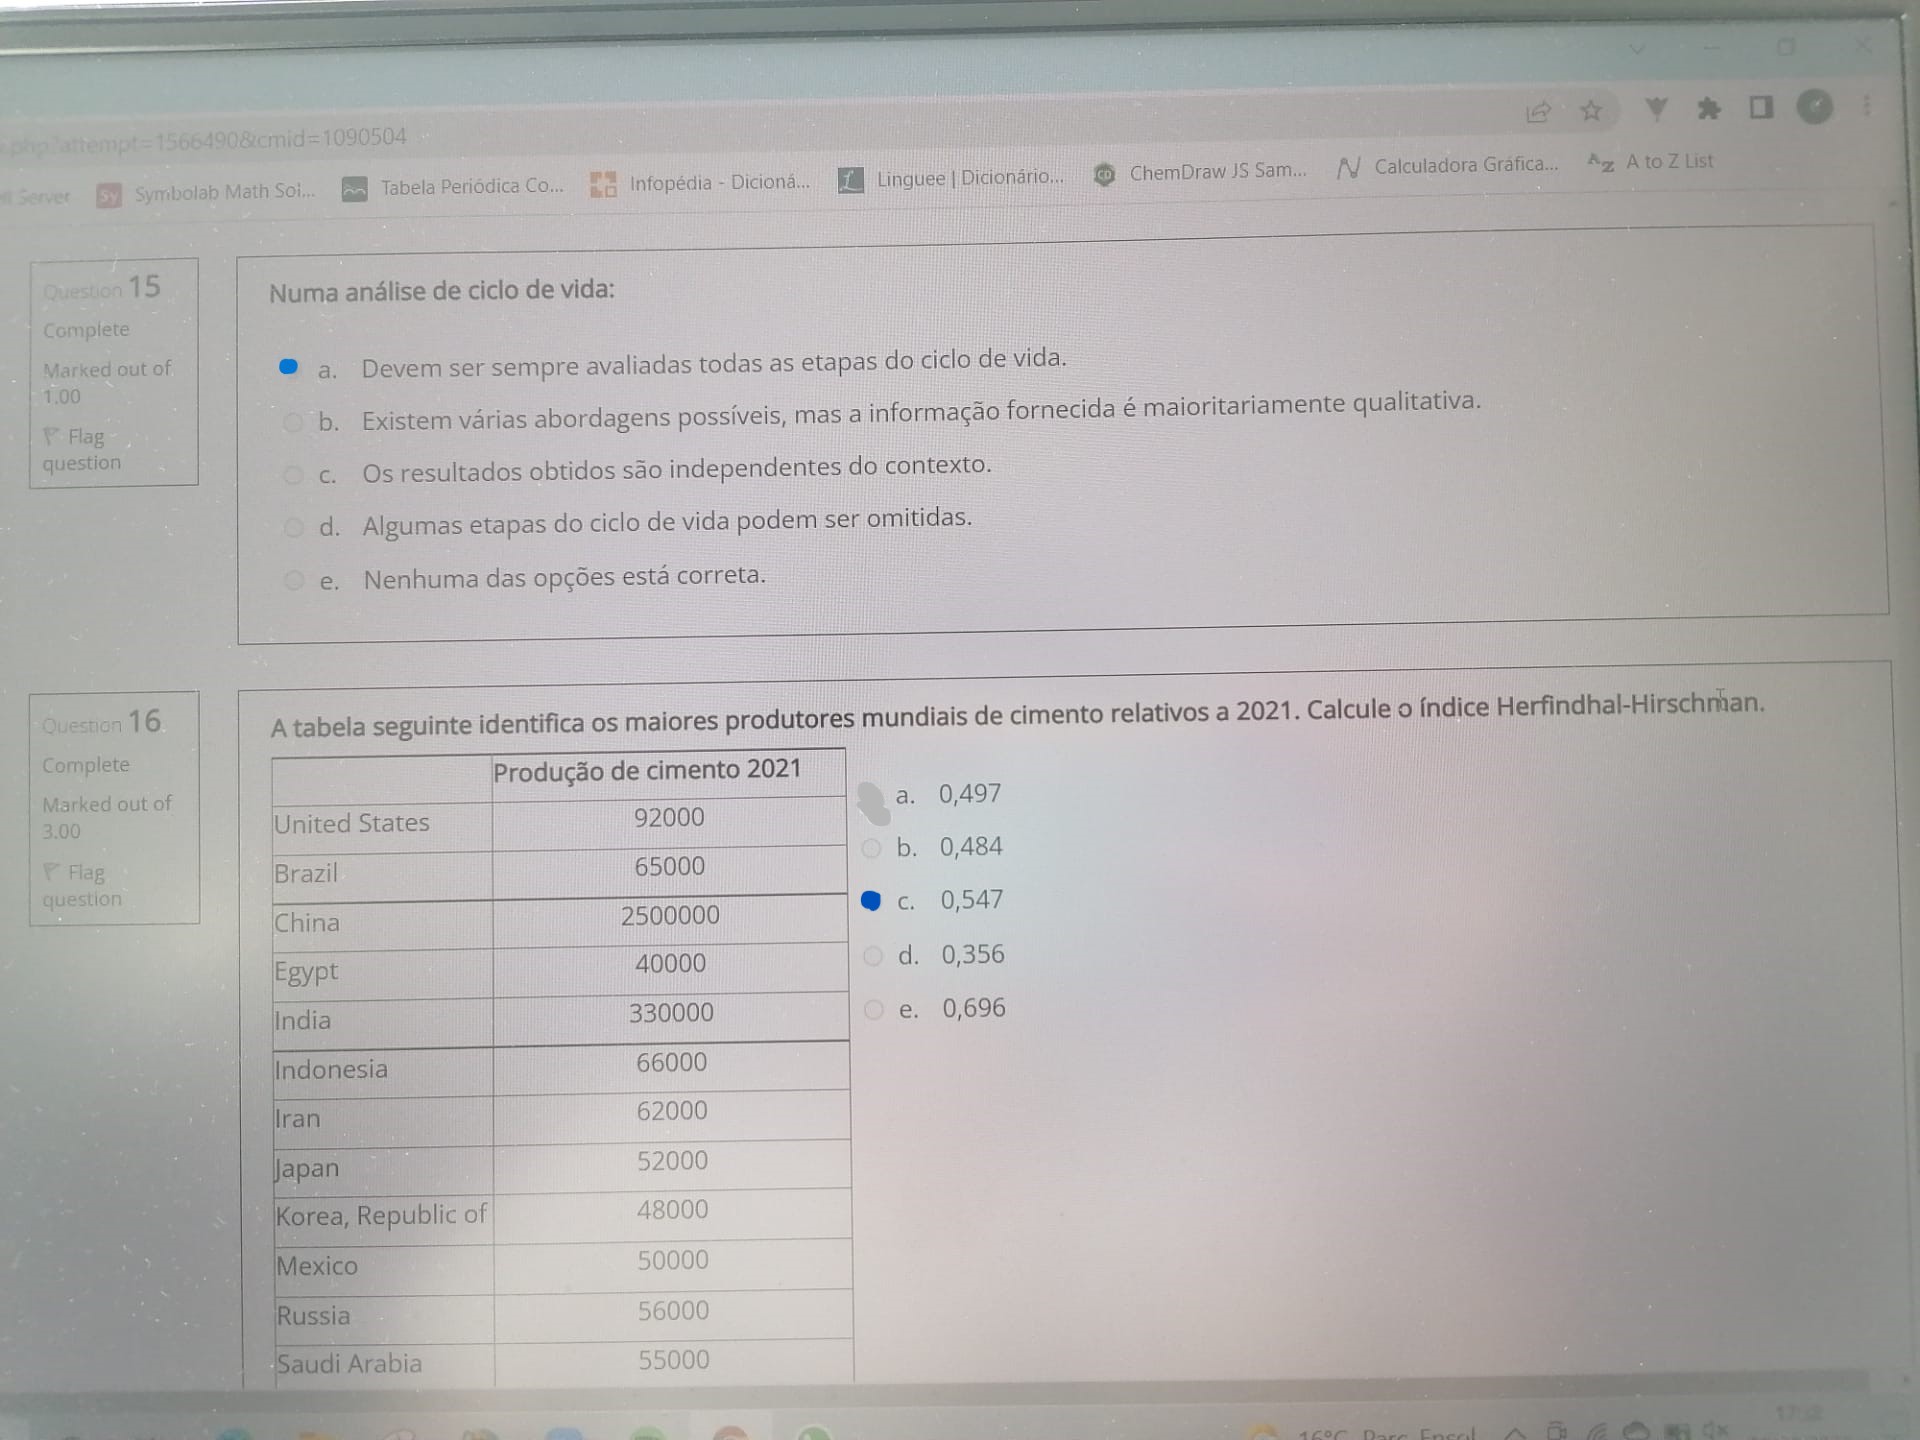 .php?attempt=1566490&cmid=1090504
Server Symbolab Math Sol... Tabela Periódica Co... Infopédia - Dicioná... Linguee | Dicionário... ChemDraw JS Sam... Calculadora Gráfica... A to Z List
Question 15
Complete
Marked out of
1.00
Flag
question
Numa análise de ciclo de vida:
a. Devem ser sempre avaliadas todas as etapas do ciclo de vida.
b. Existem várias abordagens possíveis, mas a informação fornecida é maioritariamente qualitativa.
c. Os resultados obtidos são independentes do contexto.
d. Algumas etapas do ciclo de vida podem ser omitidas.
e. Nenhuma das opções está correta.
Question 16
Complete
Marked out of
3.00
Flag
question
A tabela seguinte identifica os maiores produtores mundiais de cimento relativos a 2021. Calcule o índice Herfindhal-Hirschman.
Produção de cimento 2021
United States 92000
Brazil 65000
China 2500000
Egypt 40000
India 330000
Indonesia 66000
Iran 62000
Japan 52000
Korea, Republic of 48000
Mexico 50000
Russia 56000
Saudi Arabia 55000
a. 0,497
b. 0,484
c. 0,547
d. 0,356
e. 0,696
16°C Parc. Ensol